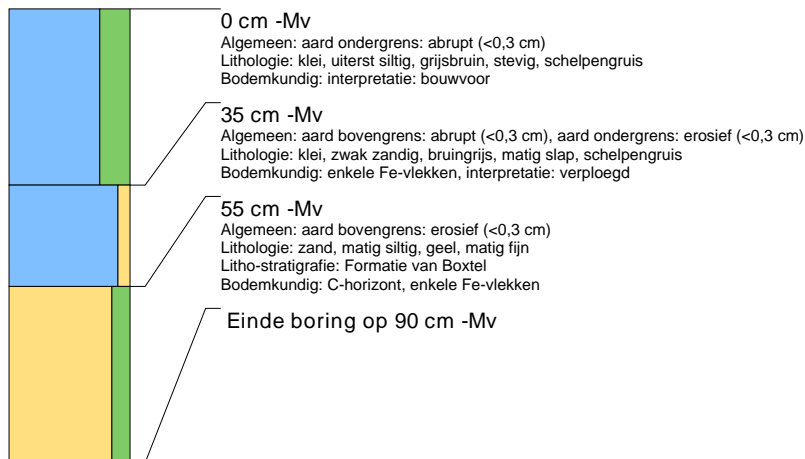 0 cm -Mv
Algemeen: aard ondergrens: abrupt (<0,3 cm)
Lithologie: klei, uiterst siltig, grijsbruin, stevig, schelpengruis
Bodemkundig: interpretatie: bouwvoor
35 cm -Mv
Algemeen: aard bovengrens: abrupt (<0,3 cm), aard ondergrens: erosief (<0,3 cm)
Lithologie: klei, zwak zandig, bruingrijs, matig slap, schelpengruis
Bodemkundig: enkele Fe-vlekken, interpretatie: verploegd
55 cm -Mv
Algemeen: aard bovengrens: erosief (<0,3 cm)
Lithologie: zand, matig siltig, geel, matig fijn
Litho-stratigrafie: Formatie van Boxtel
Bodemkundig: C-horizont, enkele Fe-vlekken
Einde boring op 90 cm -Mv